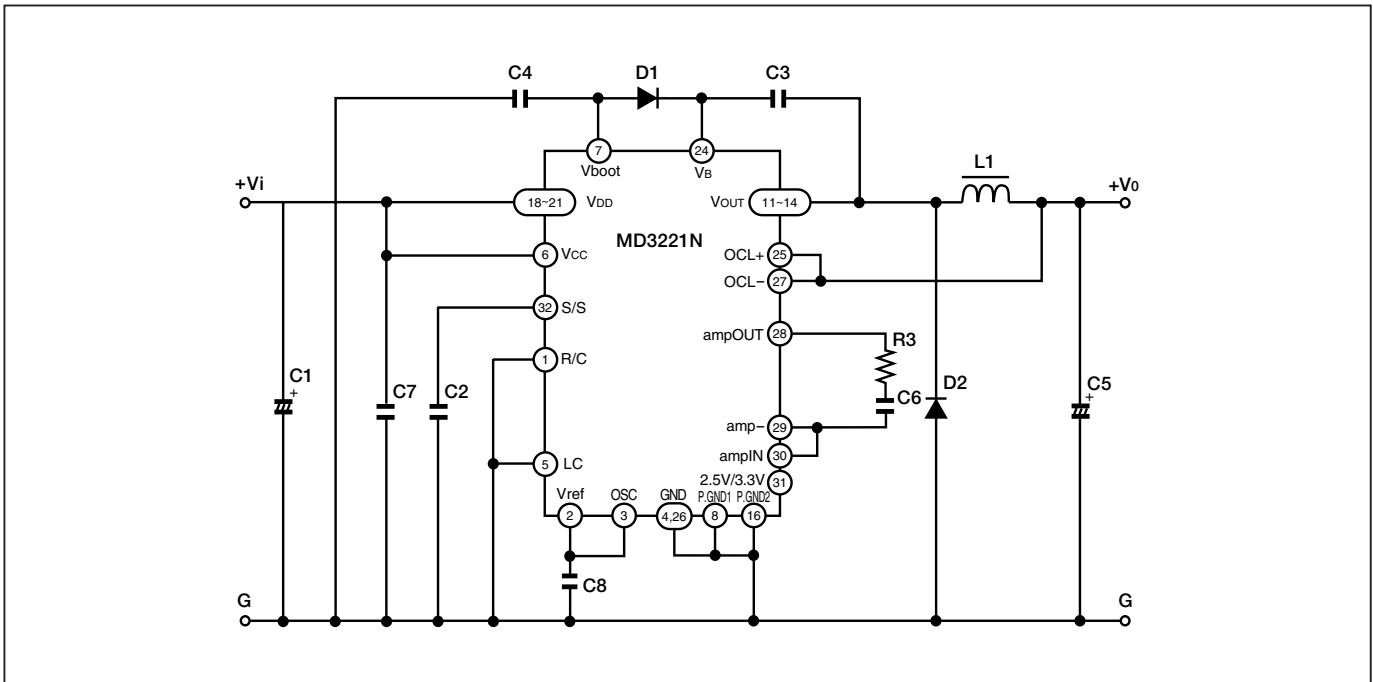 C4 D1 C3
7 24
Vboot VB L1
+Vi +V0
18~21 VDD VOUT 11~14
MD3221N
6 VCC OCL+ 25
OCL− 27
32 S/S
ampOUT 28
R3
1 R/C
C1 + C7 C2 C6 D2 C5 +
amp− 29
ampIN 30
5 LC
2.5V/3.3V 31
Vref OSC GND P.GND1 P.GND2
2 3 4,26 8 16
C8
G G